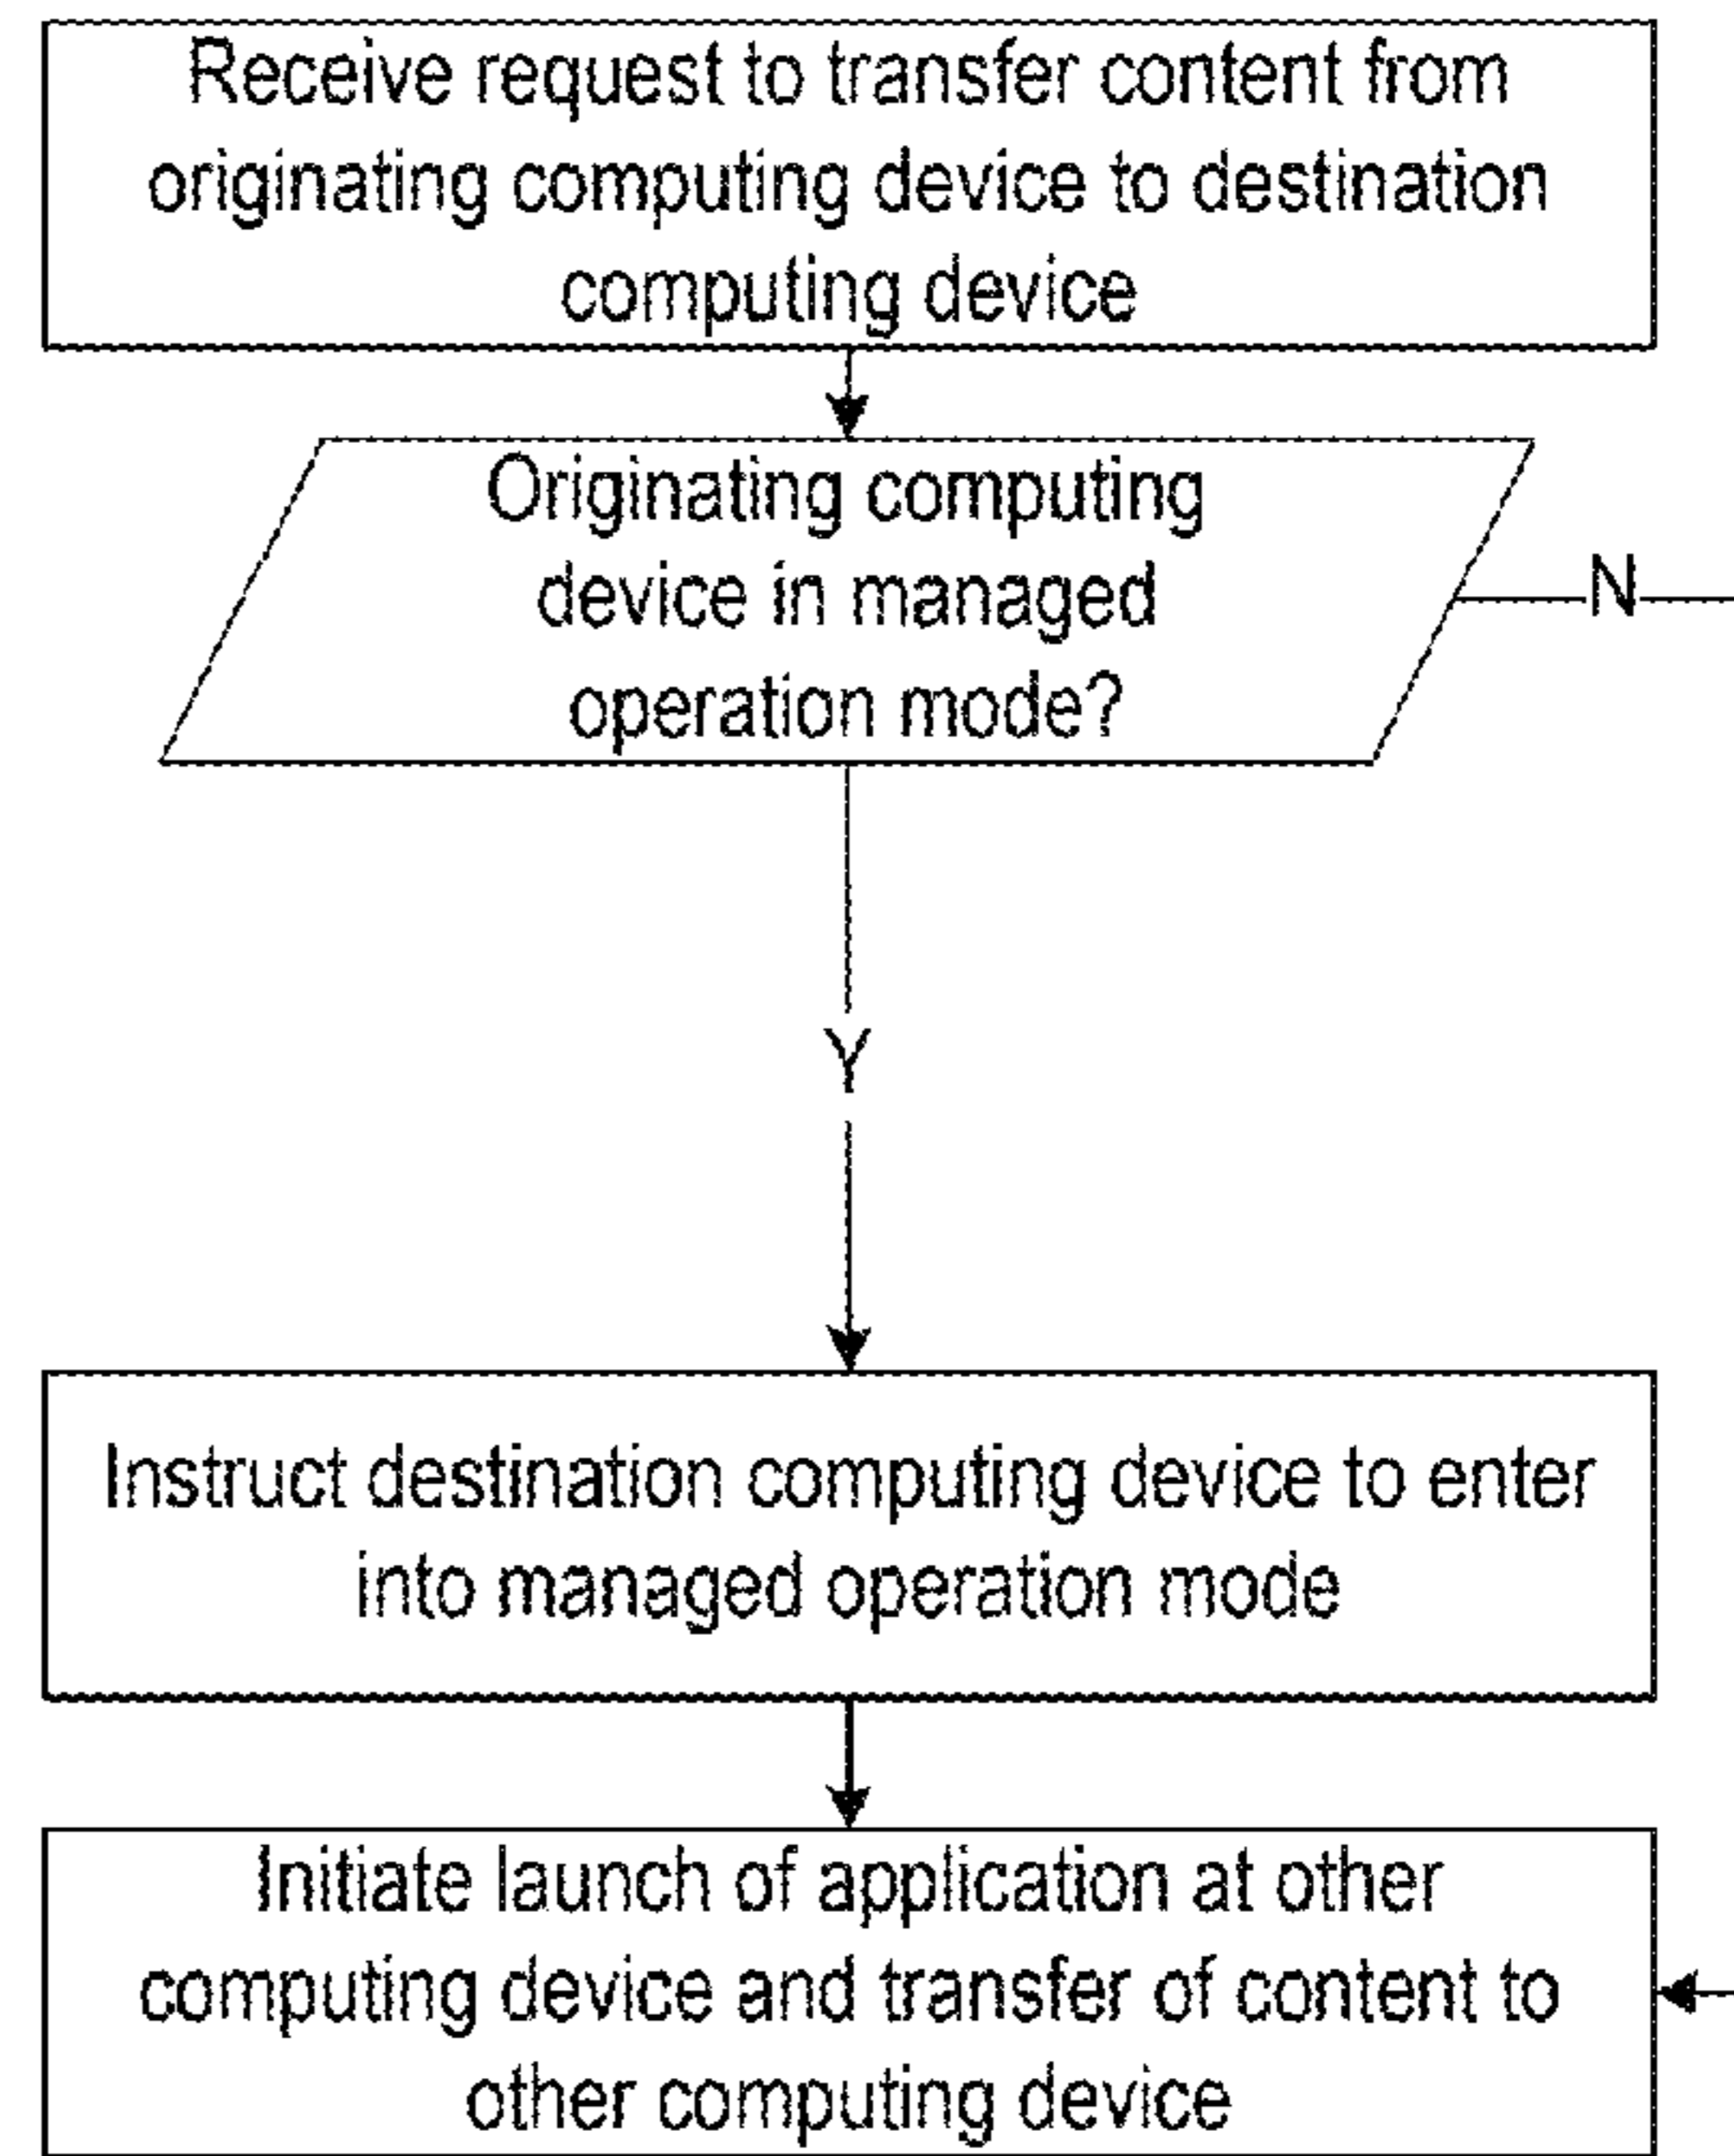 Receive request to transfer content from
originating computing device to destination
computing device
Originating computing
device in managed
operation mode?
N
Y
Instruct destination computing device to enter
into managed operation mode
Initiate launch of application at other
computing device and transfer of content to
other computing device